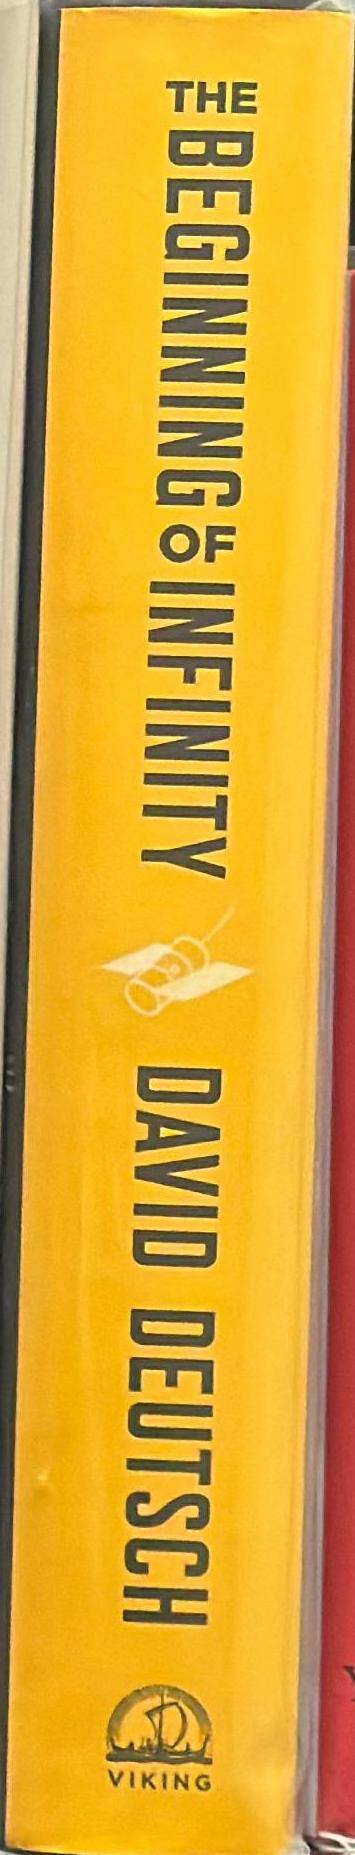 THE
BEGINNING
OF
INFINITY
DAVID DEUTSCH
VIKING